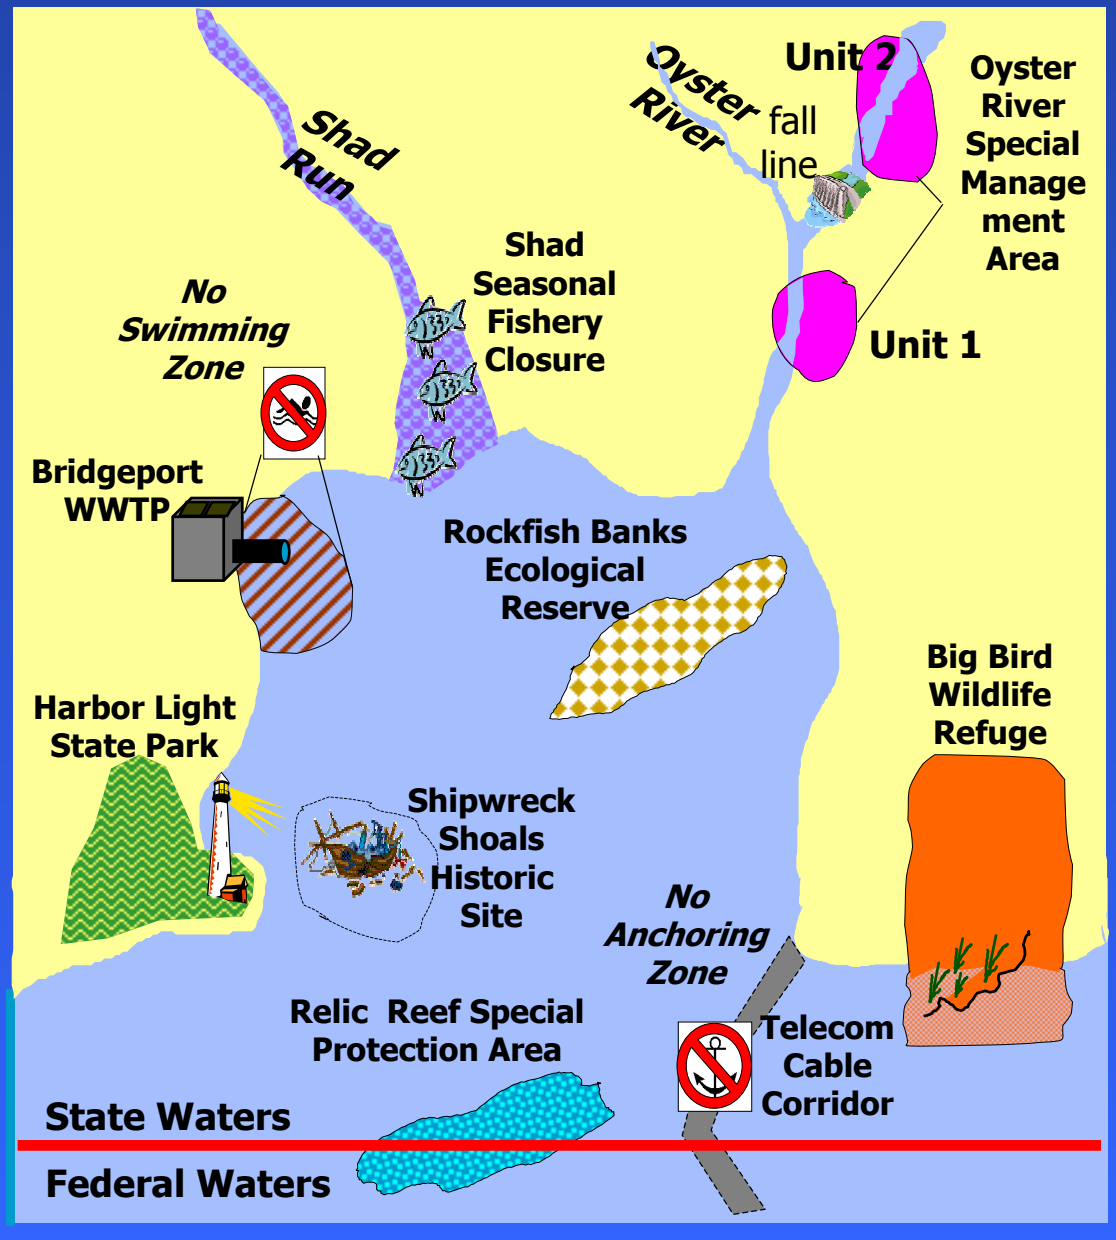 Unit 2
Oyster
River
Special
Manage
ment
Area
Oyster
River
fall
line
Shad
Run
Shad
Seasonal
Fishery
Closure
No
Swimming
Zone
Unit 1
Bridgeport
WWTP
Rockfish Banks
Ecological
Reserve
Big Bird
Wildlife
Refuge
Harbor Light
State Park
Shipwreck
Shoals
Historic
Site
No
Anchoring
Zone
Relic Reef Special
Protection Area
Telecom
Cable
Corridor
State Waters
Federal Waters